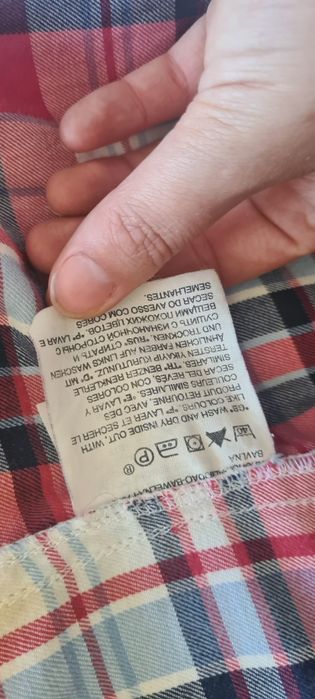 BAVLNA
40 P ®
*GB* WASH AND DRY INSIDE OUT, WITH
LIKE COLOURS *F* LAVER ET SECHER LE
PRODUIT RETOURNE, AVEC DES
COULEURS SIMILAIRES *E* LAVAR Y
SECAR DEL REVES, CON COLORES
SIMILARES *TR* BENZER RENKLERLE
TERSTEN YIKAYIP KURUTUNUZ *D* MIT
ÄHNLICHEN FARBEN AUF LINKS WASCHEN
UND TROCKNEN *RUS* СТИРАТЬ И
СУШИТЬ С ИЗНАНОЧНОЙ СТОРОНЫ С
ВЕЩАМИ ПОХОЖИХ ЦВЕТОВ. *P* LAVAR E
SECAR DO AVESSO COM CORES
SEMELHANTES.